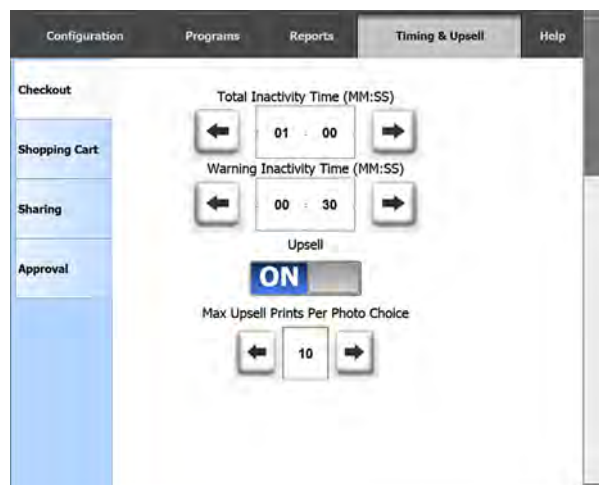 Configuration Programs Reports Timing & Upsell Help
Checkout
Shopping Cart
Sharing
Approval
Total Inactivity Time (MM:SS)
01 : 00
Warning Inactivity Time (MM:SS)
00 : 30
Upsell
ON
Max Upsell Prints Per Photo Choice
10